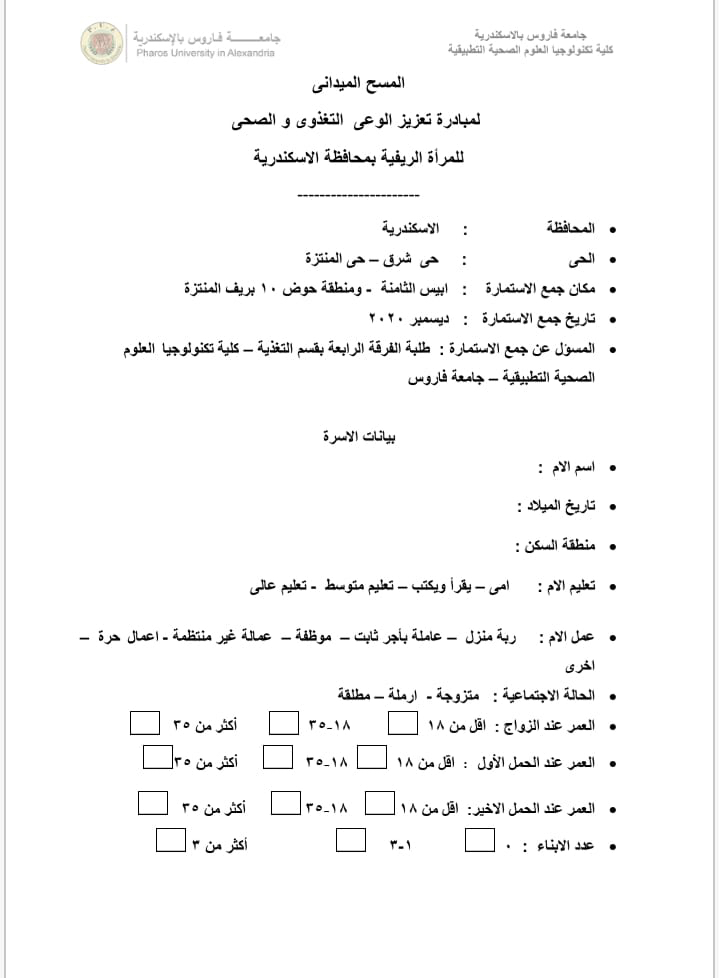 جامعة فاروس بالاسكندرية
كلية تكنولوجيا العلوم الصحية التطبيقية
جامعـــــــة فاروس بالإسكندرية
Pharos University in Alexandria
المسح الميدانى
لمبادرة تعزيز الوعى التغذوى و الصحى
للمرأة الريفية بمحافظة الاسكندرية
----------------------
• المحافظة : الاسكندرية
• الحى : حى شرق – حى المنتزة
• مكان جمع الاستمارة : ابيس الثامنة - ومنطقة حوض ١٠ بريف المنتزة
• تاريخ جمع الاستمارة : ديسمبر ٢٠٢٠
• المسؤل عن جمع الاستمارة : طلبة الفرقة الرابعة بقسم التغذية – كلية تكنولوجيا العلوم
الصحية التطبيقية – جامعة فاروس
بيانات الاسرة
• اسم الام :
• تاريخ الميلاد :
• منطقة السكن :
• تعليم الام : امى – يقرأ ويكتب – تعليم متوسط - تعليم عالى
• عمل الام : ربة منزل – عاملة بأجر ثابت – موظفة – عمالة غير منتظمة - اعمال حرة –
اخرى
• الحالة الاجتماعية : متزوجة - ارملة – مطلقة
• العمر عند الزواج : اقل من ١٨ ١٨-٣٥ أكثر من ٣٥
• العمر عند الحمل الأول : اقل من ١٨ ١٨-٣٥ أكثر من ٣٥
• العمر عند الحمل الاخير: اقل من ١٨ ١٨-٣٥ أكثر من ٣٥
• عدد الابناء : ٠ ١-٣ أكثر من ٣